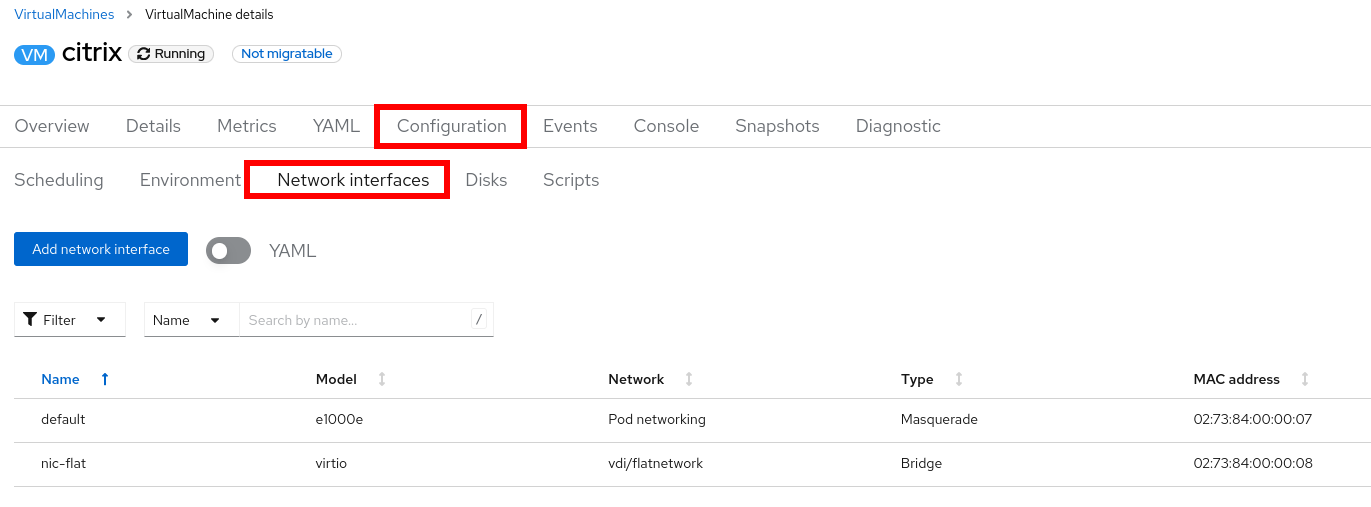 VirtualMachines > VirtualMachine details
VM citrix Running Not migratable
Overview Details Metrics YAML Configuration Events Console Snapshots Diagnostic
Scheduling Environment Network interfaces Disks Scripts
Add network interface YAML
Filter Name Search by name... /
Name Model Network Type MAC address
default e1000e Pod networking Masquerade 02:73:84:00:00:07
nic-flat virtio vdi/flatnetwork Bridge 02:73:84:00:00:08